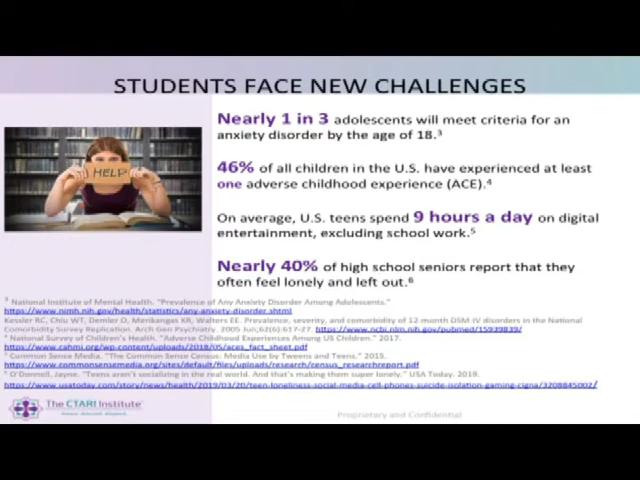 STUDENTS FACE NEW CHALLENGES
Nearly 1 in 3 adolescents will meet criteria for an
anxiety disorder by the age of 18.³
HELP
46% of all children in the U.S. have experienced at least
one adverse childhood experience (ACE).⁴
On average, U.S. teens spend 9 hours a day on digital
entertainment, excluding school work.⁵
Nearly 40% of high school seniors report that they
often feel lonely and left out.⁶
³ National Institute of Mental Health. "Prevalence of Any Anxiety Disorder Among Adolescents."
https://www.nimh.nih.gov/health/statistics/any-anxiety-disorder.shtml
Kessler RC, Chiu WT, Demler O, Merikangas KR, Walters EE. Prevalence, severity, and comorbidity of 12-month DSM-IV disorders in the National
Comorbidity Survey Replication. Arch Gen Psychiatry. 2005 Jun;62(6):617-27. https://www.ncbi.nlm.nih.gov/pubmed/15939839/
⁴ National Survey of Children's Health. "Adverse Childhood Experiences Among US Children." 2017.
https://www.cahmi.org/wp-content/uploads/2018/05/aces_fact_sheet.pdf
⁵ Common Sense Media. "The Common Sense Census: Media Use by Tweens and Teens." 2015.
https://www.commonsensemedia.org/sites/default/files/uploads/research/census_researchreport.pdf
⁶ O'Donnell, Jayne. "Teens aren't socializing in the real world. And that's making them super lonely." USA Today. 2019.
https://www.usatoday.com/story/news/health/2019/03/20/teen-loneliness-social-media-cell-phones-suicide-isolation-gaming-cigna/3208845002/
The CTARI Institute
Proprietary and Confidential